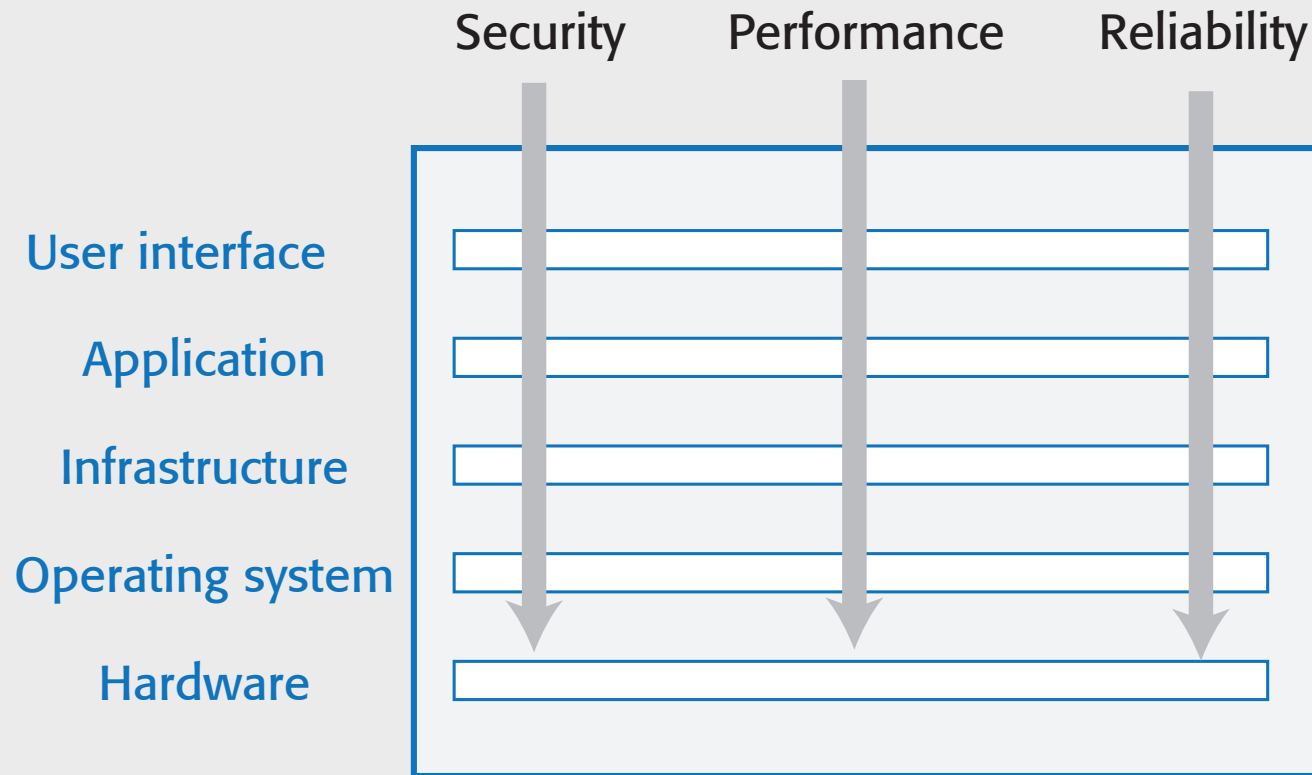 Security Performance Reliability
User interface
Application
Infrastructure
Operating system
Hardware